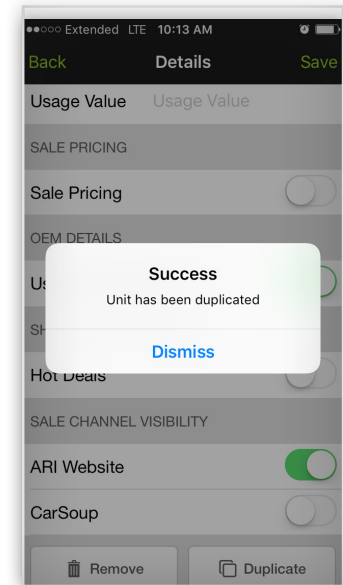 Extended LTE 10:13 AM
Back Details Save
Usage Value Usage Value
SALE PRICING
Sale Pricing
OEM DETAILS
Success
Unit has been duplicated
Dismiss
Hot Deals
SALE CHANNEL VISIBILITY
ARI Website
CarSoup
Remove Duplicate